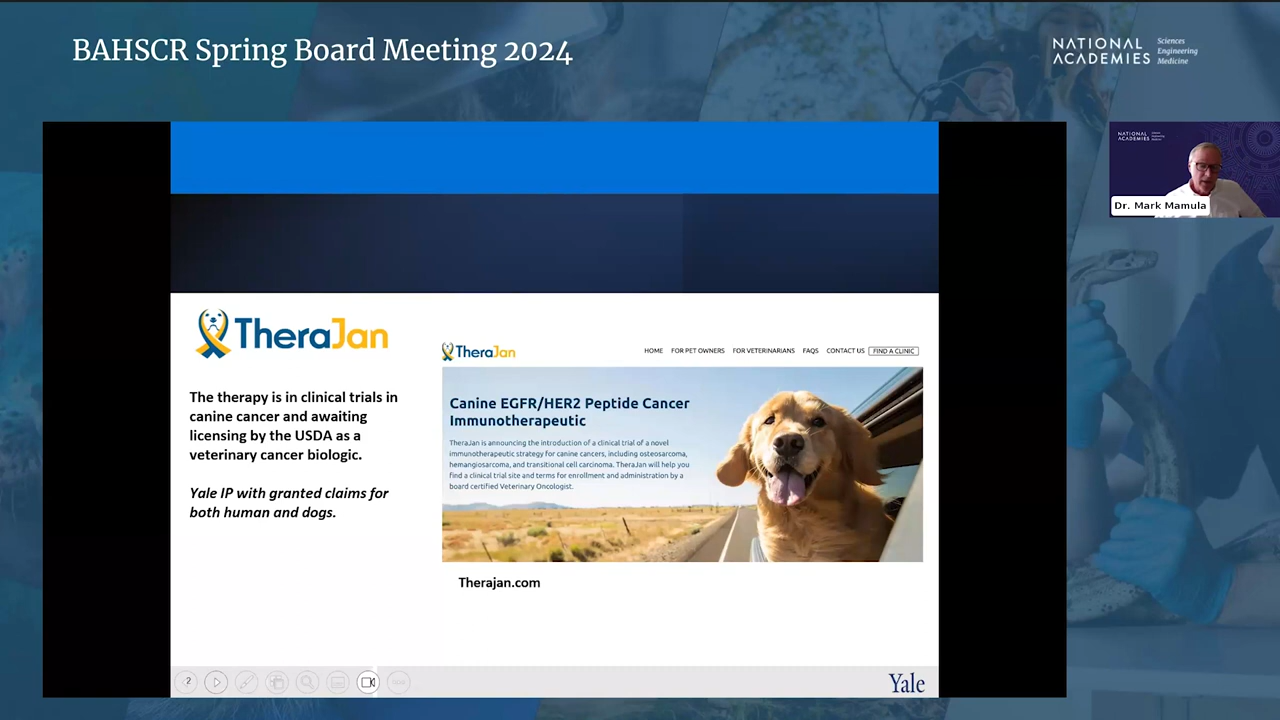 BAHSCR Spring Board Meeting 2024
NATIONAL
ACADEMIES
Sciences
Engineering
Medicine
NATIONAL
ACADEMIES
Dr. Mark Mamula
TheraJan
The therapy is in clinical trials in
canine cancer and awaiting
licensing by the USDA as a
veterinary cancer biologic.
Yale IP with granted claims for
both human and dogs.
TheraJan
HOME FOR PET OWNERS FOR VETERINARIANS FAQS CONTACT US FIND A CLINIC
Canine EGFR/HER2 Peptide Cancer
Immunotherapeutic
TheraJan is announcing the introduction of a clinical trial of a novel
immunotherapeutic strategy for canine cancers, including osteosarcoma,
hemangiosarcoma, and transitional cell carcinoma. TheraJan will help you
find a clinical trial site and terms for enrollment and administration by a
board certified Veterinary Oncologist.
Therajan.com
2
Yale